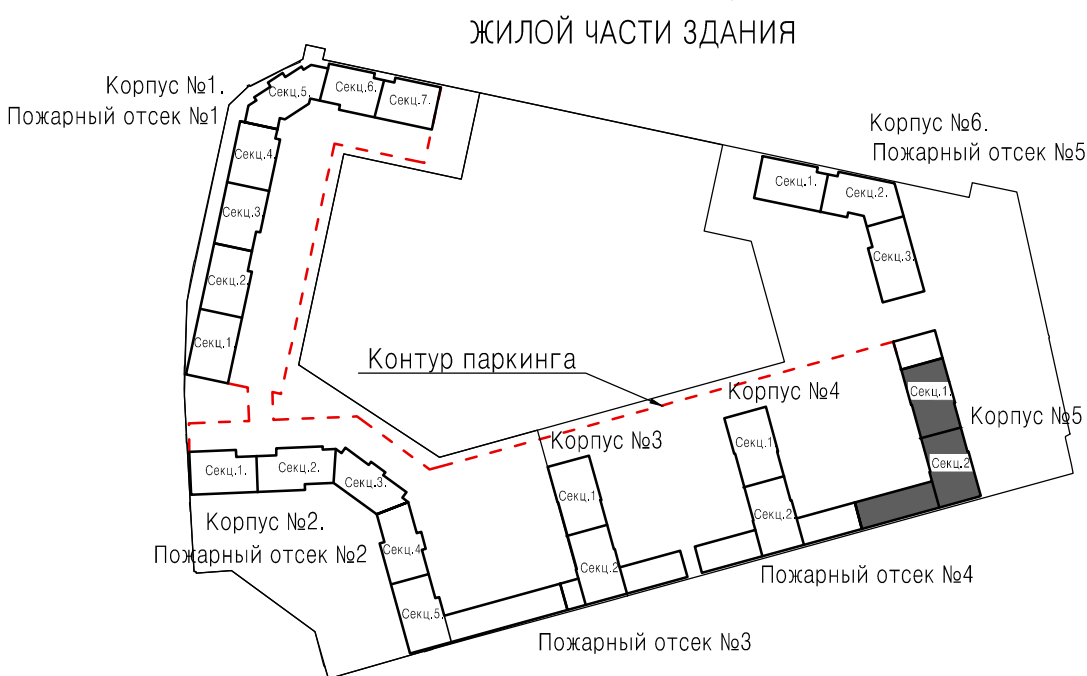 ЖИЛОЙ ЧАСТИ ЗДАНИЯ
Корпус №1.
Пожарный отсек №1
Секц.5.
Секц.6.
Секц.7.
Секц.4.
Секц.3.
Секц.2.
Секц.1.
Корпус №6.
Пожарный отсек №5
Секц.1.
Секц.2.
Секц.3.
Контур паркинга
Корпус №4
Корпус №3
Секц.1.
Корпус №5
Секц.1.
Секц.2.
Секц.3.
Секц.1.
Секц.2
Секц.1.
Корпус №2.
Пожарный отсек №2
Секц.4
Секц.5.
Секц.2
Секц.2.
Пожарный отсек №4
Пожарный отсек №3